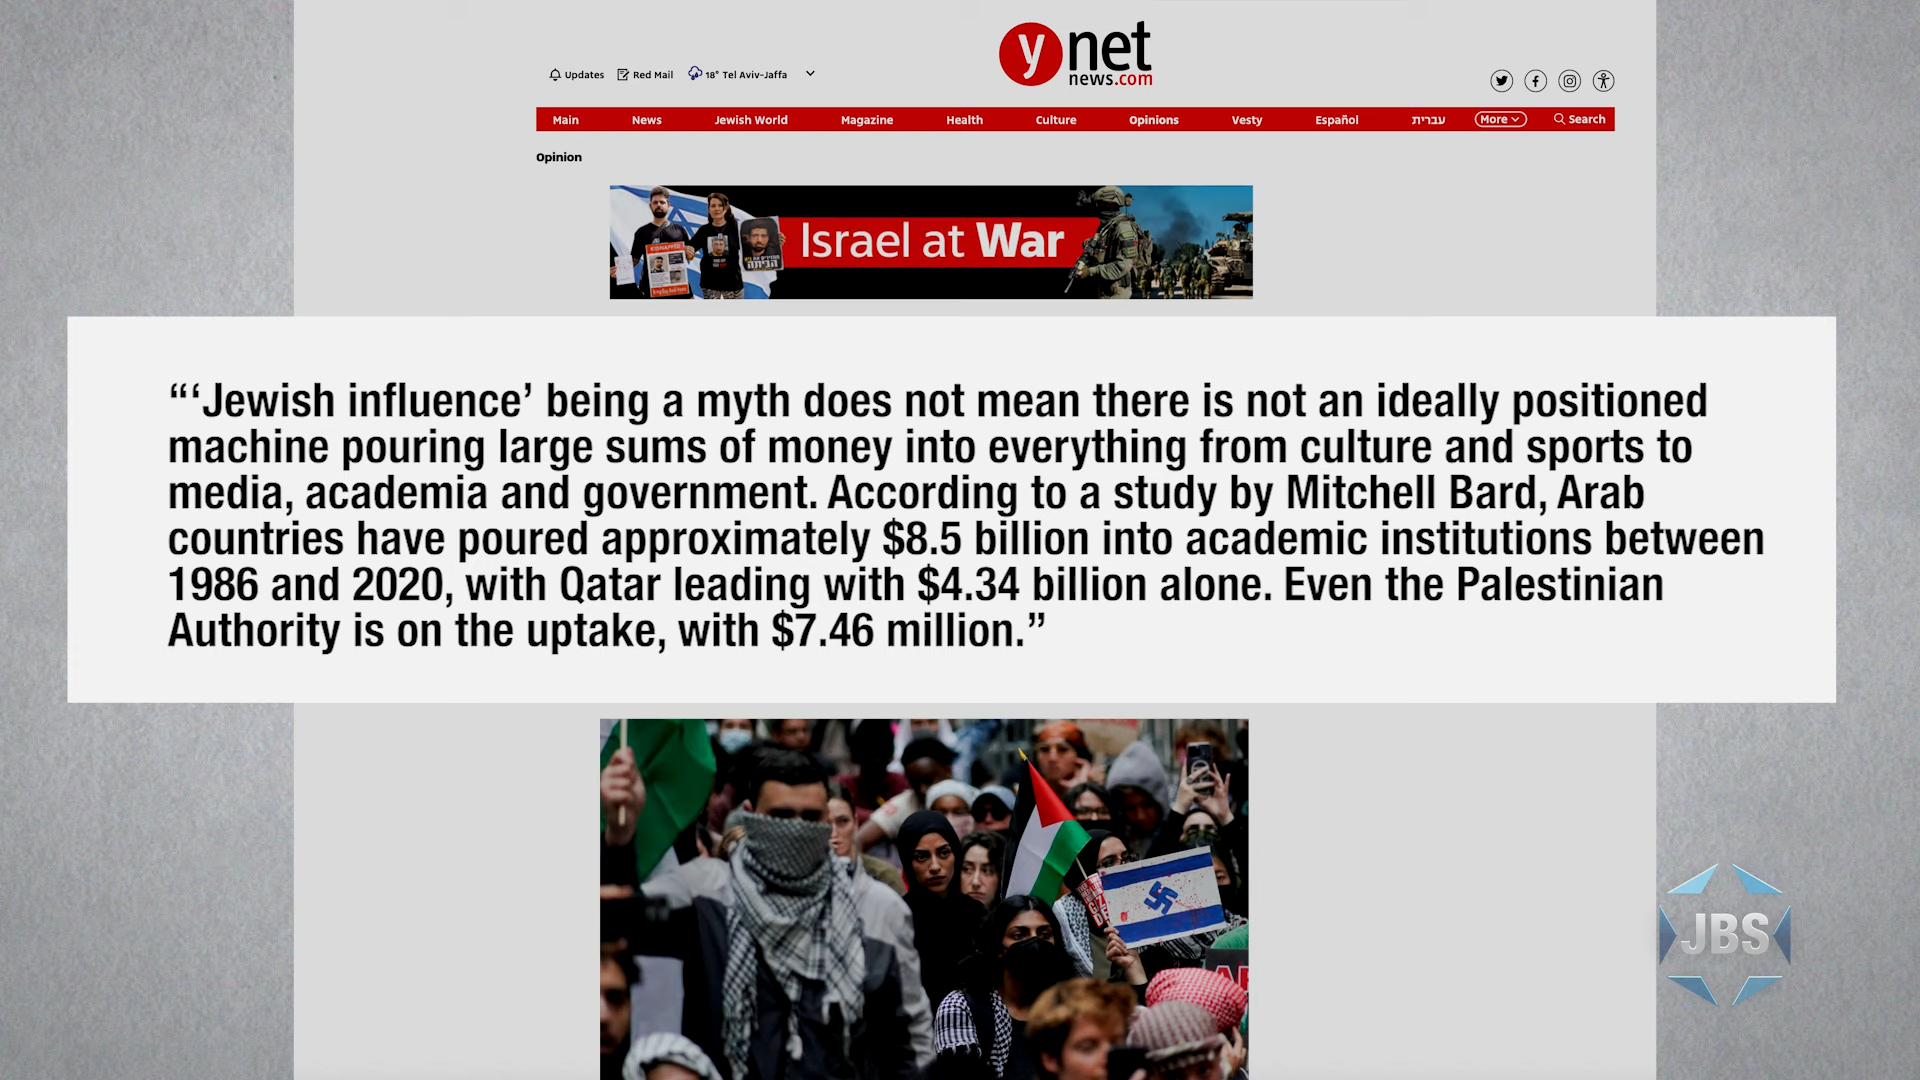 y net
news.com
Updates Red Mail 18° Tel Aviv-Jaffa
Main News Jewish World Magazine Health Culture Opinions Vesty Español עברית More Search
Opinion
KIDNAPPED
הביתה
Israel at War
“‘Jewish influence’ being a myth does not mean there is not an ideally positioned
machine pouring large sums of money into everything from culture and sports to
media, academia and government. According to a study by Mitchell Bard, Arab
countries have poured approximately $8.5 billion into academic institutions between
1986 and 2020, with Qatar leading with $4.34 billion alone. Even the Palestinian
Authority is on the uptake, with $7.46 million.”
JBS